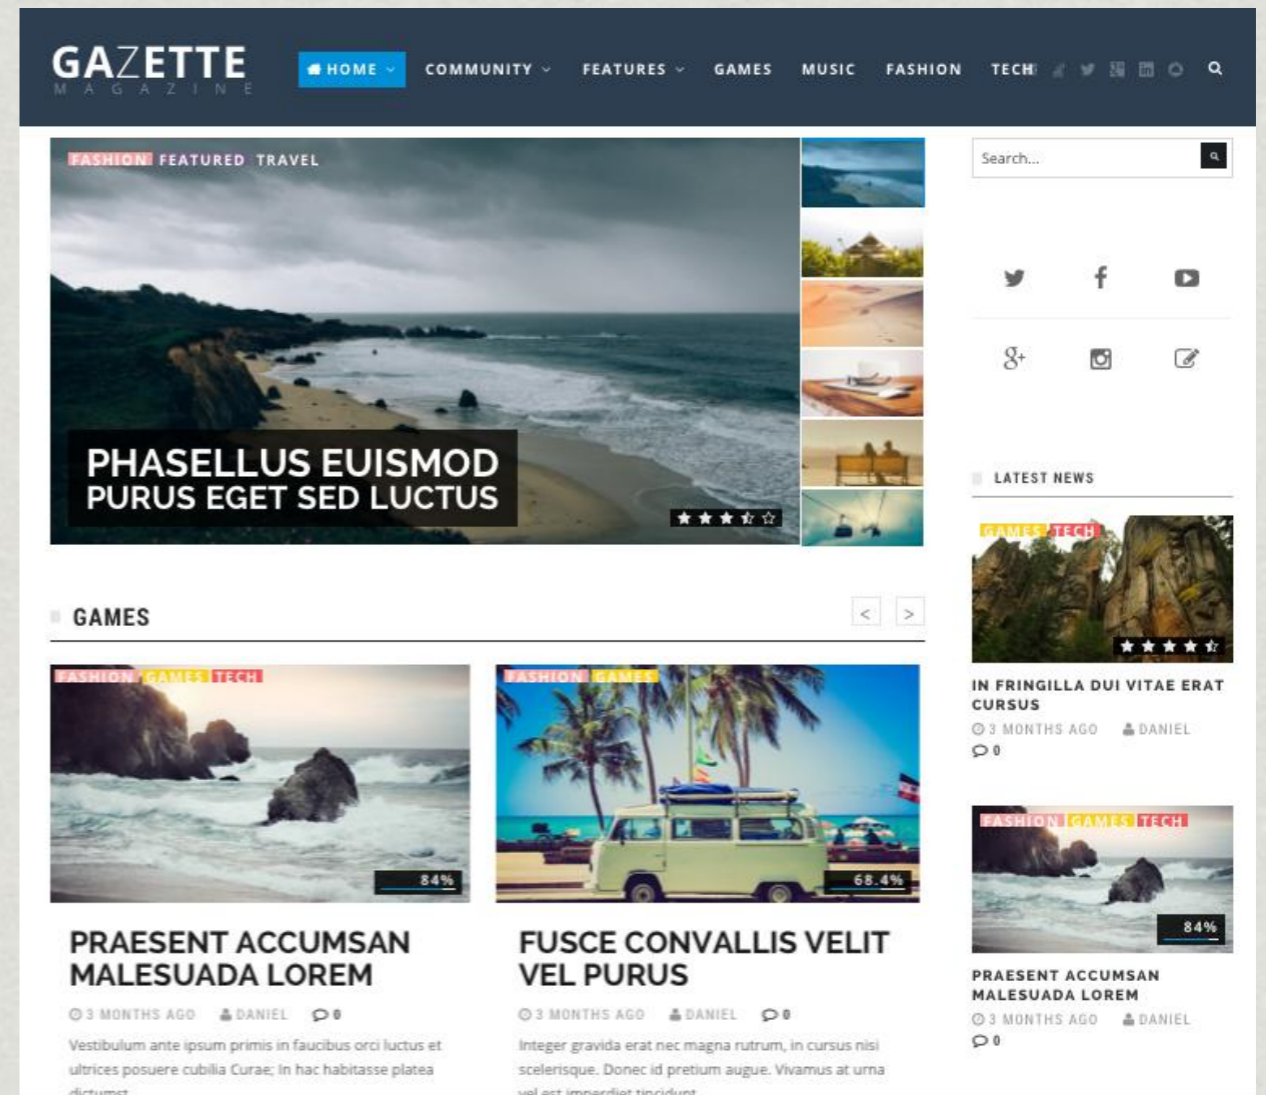 GAZETTE
MAGAZINE
HOME
COMMUNITY
FEATURES
GAMES
MUSIC
FASHION
TECH
FASHION FEATURED TRAVEL
PHASELLUS EUISMOD
PURUS EGET SED LUCTUS
Search...
LATEST NEWS
GAMES TECH
IN FRINGILLA DUI VITAE ERAT
CURSUS
3 MONTHS AGO DANIEL
0
FASHION GAMES TECH
84%
PRAESENT ACCUMSAN
MALESUADA LOREM
3 MONTHS AGO DANIEL
0
GAMES
< >
FASHION GAMES TECH
84%
PRAESENT ACCUMSAN
MALESUADA LOREM
3 MONTHS AGO DANIEL 0
Vestibulum ante ipsum primis in faucibus orci luctus et
ultrices posuere cubilia Curae; In hac habitasse platea
dictumst
FASHION GAMES
68.4%
FUSCE CONVALLIS VELIT
VEL PURUS
3 MONTHS AGO DANIEL 0
Integer gravida erat nec magna rutrum, in cursus nisi
scelerisque. Donec id pretium augue. Vivamus at urna
vel est imperdiet tincidunt